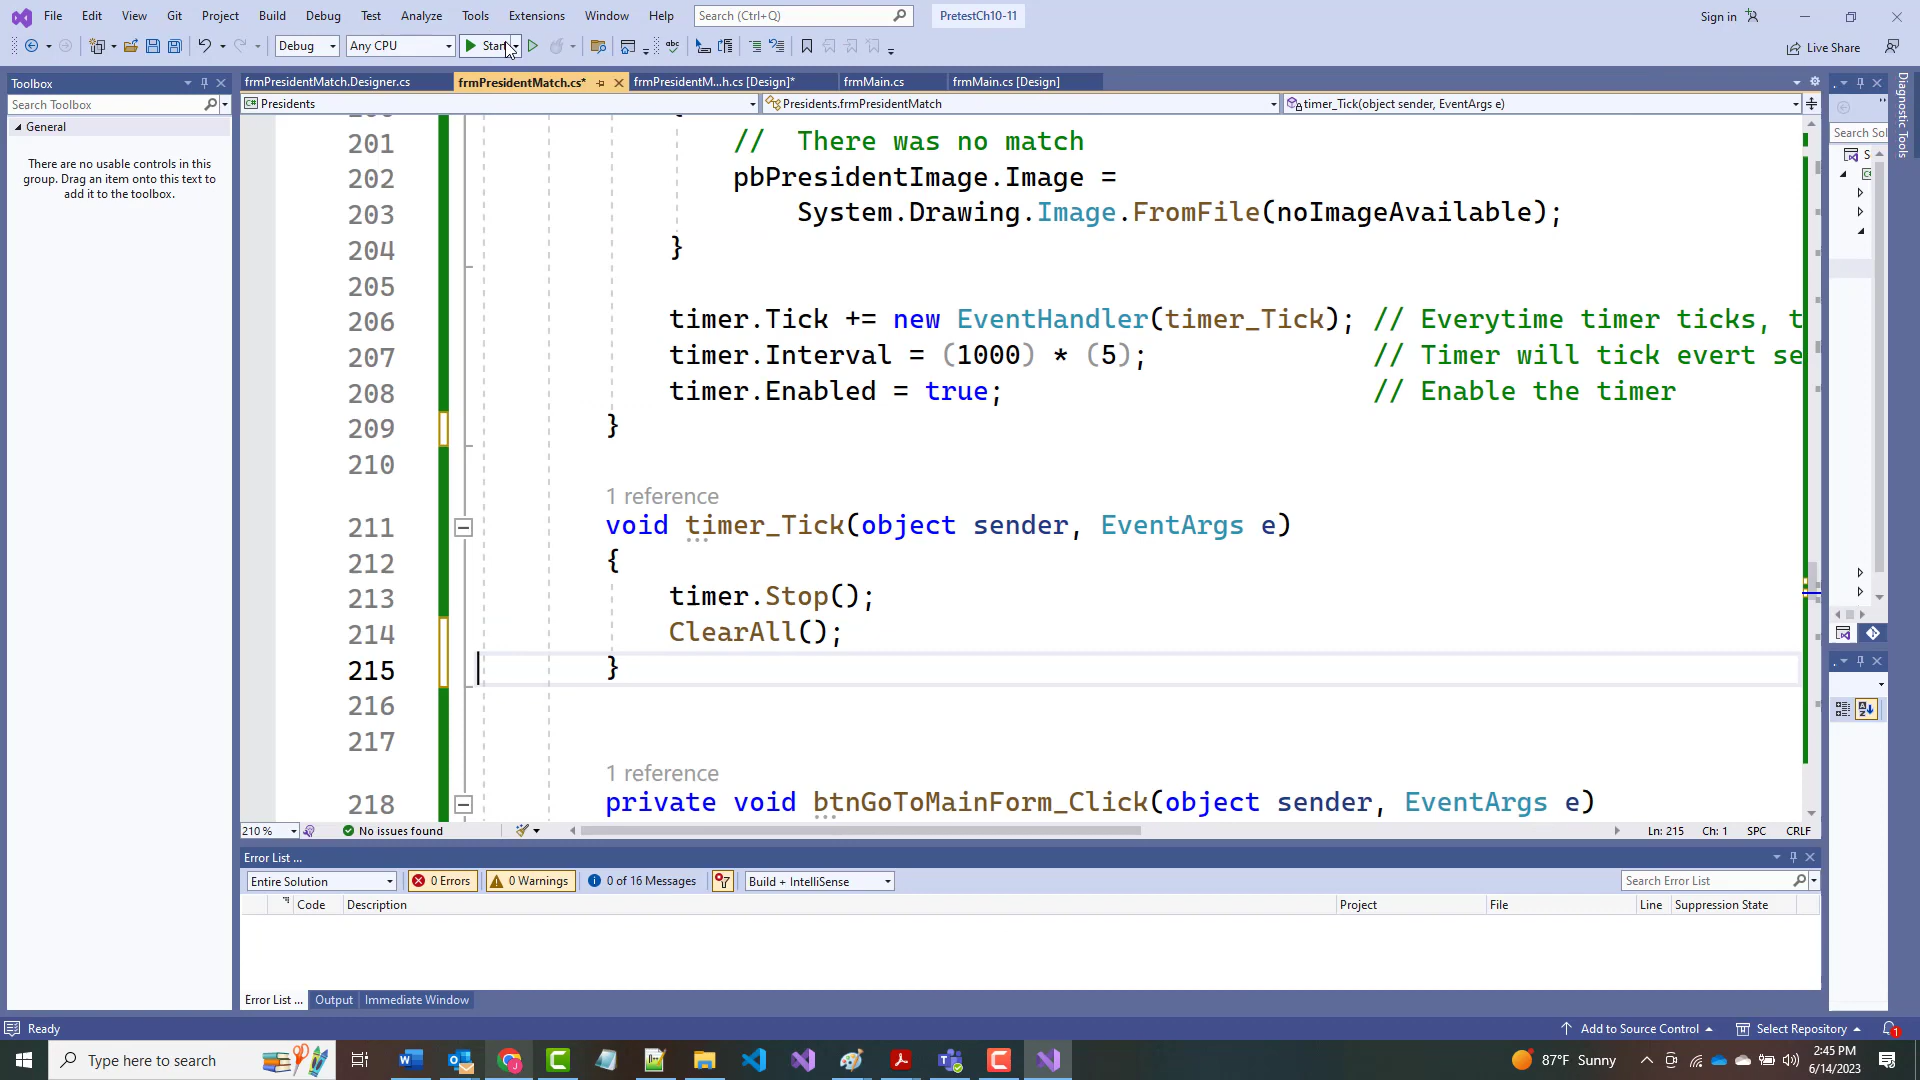 File Edit View Git Project Build Debug Test Analyze Tools Extensions Window Help Search (Ctrl+Q) PretestCh10-11 Sign in
Debug Any CPU Start Live Share
Toolbox
Search Toolbox
General
There are no usable controls in this
group. Drag an item onto this text to
add it to the toolbox.
frmPresidentMatch.Designer.cs frmPresidentMatch.cs* frmPresidentM...h.cs [Design]* frmMain.cs frmMain.cs [Design]
Presidents Presidents.frmPresidentMatch timer_Tick(object sender, EventArgs e)
201 // There was no match
202 pbPresidentImage.Image =
203 System.Drawing.Image.FromFile(noImageAvailable);
204 }
205
206 timer.Tick += new EventHandler(timer_Tick); // Everytime timer ticks, t
207 timer.Interval = (1000) * (5); // Timer will tick evert se
208 timer.Enabled = true; // Enable the timer
209 }
210
1 reference
211 void timer_Tick(object sender, EventArgs e)
212 {
213 timer.Stop();
214 ClearAll();
215 }
216
217
1 reference
218 private void btnGoToMainForm_Click(object sender, EventArgs e)
210 % No issues found Ln: 215 Ch: 1 SPC CRLF
Error List ...
Entire Solution 0 Errors 0 Warnings 0 of 16 Messages Build + IntelliSense Search Error List
Code Description Project File Line Suppression State
Error List ... Output Immediate Window
Search Sol
S
Diagnostic Tools
Ready Add to Source Control Select Repository 1
Type here to search 87°F Sunny 2:45 PM
6/14/2023